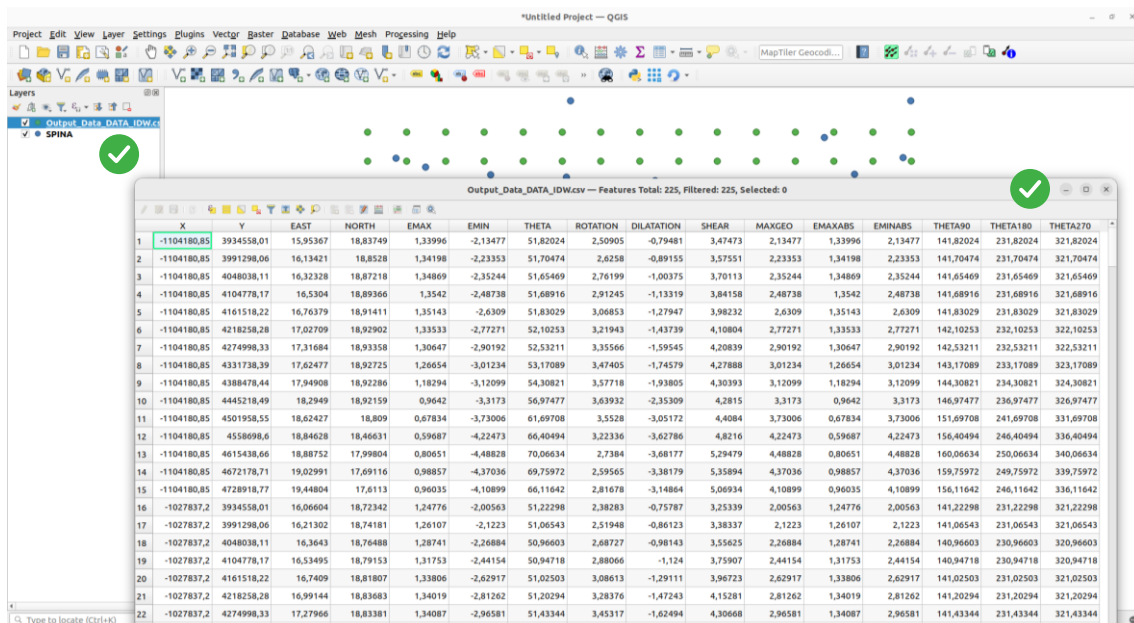 *Untitled Project — QGIS
Project Edit View Layer Settings Plugins Vector Raster Database Web Mesh Processing Help
MapTiler Geocodi...
Layers
Output_Data_DATA_IDW.cs
SPINA
Output_Data_DATA_IDW.csv — Features Total: 225, Filtered: 225, Selected: 0
X Y EAST NORTH EMAX EMIN THETA ROTATION DILATATION SHEAR MAXGEO EMAXABS EMINABS THETA90 THETA180 THETA270
1 -1104180,85 3934558,01 15,95367 18,83749 1,33996 -2,13477 51,82024 2,50905 -0,79481 3,47473 2,13477 1,33996 2,13477 141,82024 231,82024 321,82024
2 -1104180,85 3991298,06 16,13421 18,8528 1,34198 -2,23353 51,70474 2,6258 -0,89155 3,57551 2,23353 1,34198 2,23353 141,70474 231,70474 321,70474
3 -1104180,85 4048038,11 16,32328 18,87218 1,34869 -2,35244 51,65469 2,76199 -1,00375 3,70113 2,35244 1,34869 2,35244 141,65469 231,65469 321,65469
4 -1104180,85 4104778,17 16,5304 18,89366 1,3542 -2,48738 51,68916 2,91245 -1,13319 3,84158 2,48738 1,3542 2,48738 141,68916 231,68916 321,68916
5 -1104180,85 4161518,22 16,76379 18,91411 1,35143 -2,6309 51,83029 3,06853 -1,27947 3,98232 2,6309 1,35143 2,6309 141,83029 231,83029 321,83029
6 -1104180,85 4218258,28 17,02709 18,92902 1,33533 -2,77271 52,10253 3,21943 -1,43739 4,10804 2,77271 1,33533 2,77271 142,10253 232,10253 322,10253
7 -1104180,85 4274998,33 17,31684 18,93358 1,30647 -2,90192 52,53211 3,35566 -1,59545 4,20839 2,90192 1,30647 2,90192 142,53211 232,53211 322,53211
8 -1104180,85 4331738,39 17,62477 18,92725 1,26654 -3,01234 53,17089 3,47405 -1,74579 4,27888 3,01234 1,26654 3,01234 143,17089 233,17089 323,17089
9 -1104180,85 4388478,44 17,94908 18,92286 1,18294 -3,12099 54,30821 3,57718 -1,93805 4,30393 3,12099 1,18294 3,12099 144,30821 234,30821 324,30821
10 -1104180,85 4445218,49 18,2949 18,92159 0,9642 -3,3173 56,97477 3,63932 -2,35309 4,2815 3,3173 0,9642 3,3173 146,97477 236,97477 326,97477
11 -1104180,85 4501958,55 18,62427 18,809 0,67834 -3,73006 61,69708 3,5528 -3,05172 4,4084 3,73006 0,67834 3,73006 151,69708 241,69708 331,69708
12 -1104180,85 4558698,6 18,84628 18,46631 0,59687 -4,22473 66,40494 3,22336 -3,62786 4,8216 4,22473 0,59687 4,22473 156,40494 246,40494 336,40494
13 -1104180,85 4615438,66 18,88752 17,99804 0,80651 -4,48828 70,06634 2,7384 -3,68177 5,29479 4,48828 0,80651 4,48828 160,06634 250,06634 340,06634
14 -1104180,85 4672178,71 19,02991 17,69116 0,98857 -4,37036 69,75972 2,59565 -3,38179 5,35894 4,37036 0,98857 4,37036 159,75972 249,75972 339,75972
15 -1104180,85 4728918,77 19,44804 17,6113 0,96035 -4,10899 66,11642 2,81678 -3,14864 5,06934 4,10899 0,96035 4,10899 156,11642 246,11642 336,11642
16 -1027837,2 3934558,01 16,06604 18,72342 1,24776 -2,00563 51,22298 2,38283 -0,75787 3,25339 2,00563 1,24776 2,00563 141,22298 231,22298 321,22298
17 -1027837,2 3991298,06 16,21302 18,74181 1,26107 -2,1223 51,06543 2,51948 -0,86123 3,38337 2,1223 1,26107 2,1223 141,06543 231,06543 321,06543
18 -1027837,2 4048038,11 16,3643 18,76488 1,28741 -2,26884 50,96603 2,68727 -0,98143 3,55625 2,26884 1,28741 2,26884 140,96603 230,96603 320,96603
19 -1027837,2 4104778,17 16,53495 18,79153 1,31753 -2,44154 50,94718 2,88066 -1,124 3,75907 2,44154 1,31753 2,44154 140,94718 230,94718 320,94718
20 -1027837,2 4161518,22 16,7409 18,81807 1,33806 -2,62917 51,02503 3,08613 -1,29111 3,96723 2,62917 1,33806 2,62917 141,02503 231,02503 321,02503
21 -1027837,2 4218258,28 16,99144 18,83683 1,34019 -2,81262 51,20294 3,28376 -1,47243 4,15281 2,81262 1,34019 2,81262 141,20294 231,20294 321,20294
22 -1027837,2 4274998,33 17,27966 18,83381 1,34087 -2,96581 51,43344 3,45317 -1,62494 4,30668 2,96581 1,34087 2,96581 141,43344 231,43344 321,43344
Type to locate (Ctrl+K)